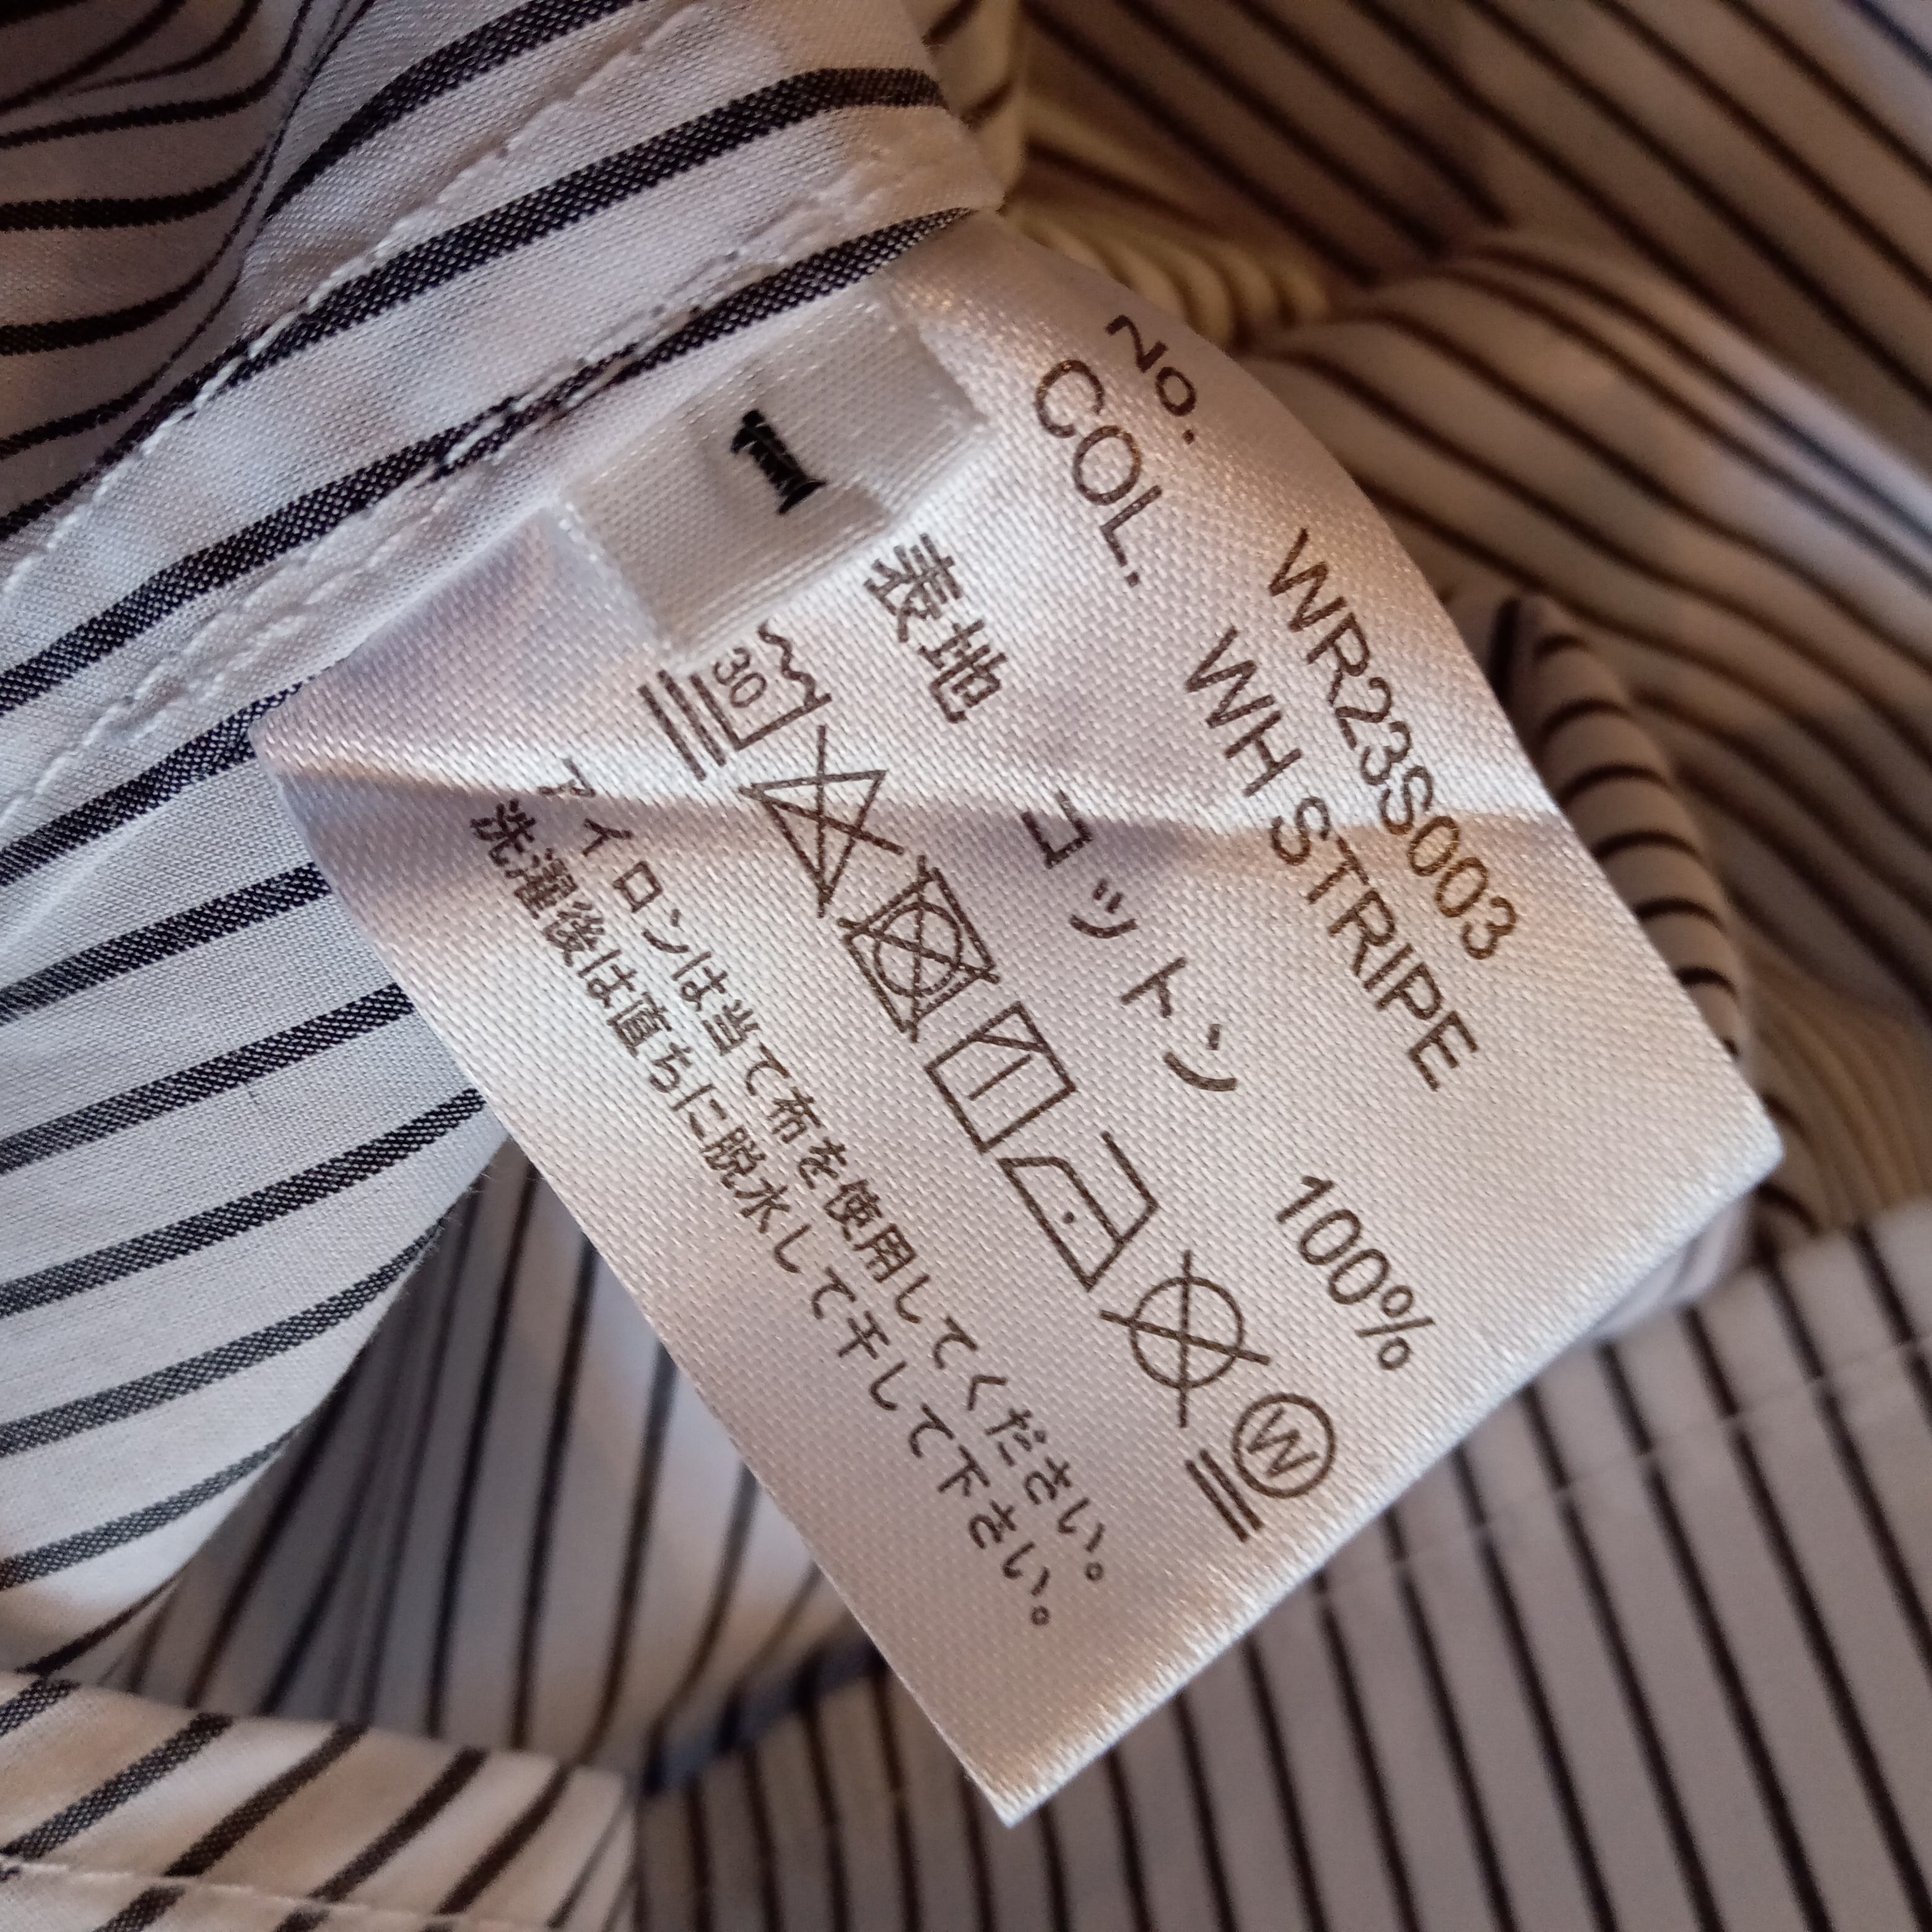 1
No. WR23S003
COL. WH STRIPE
表地 コットン 100%
30
W
アイロンは当て布を使用してください。
洗濯後は直ちに脱水して干して下さい。